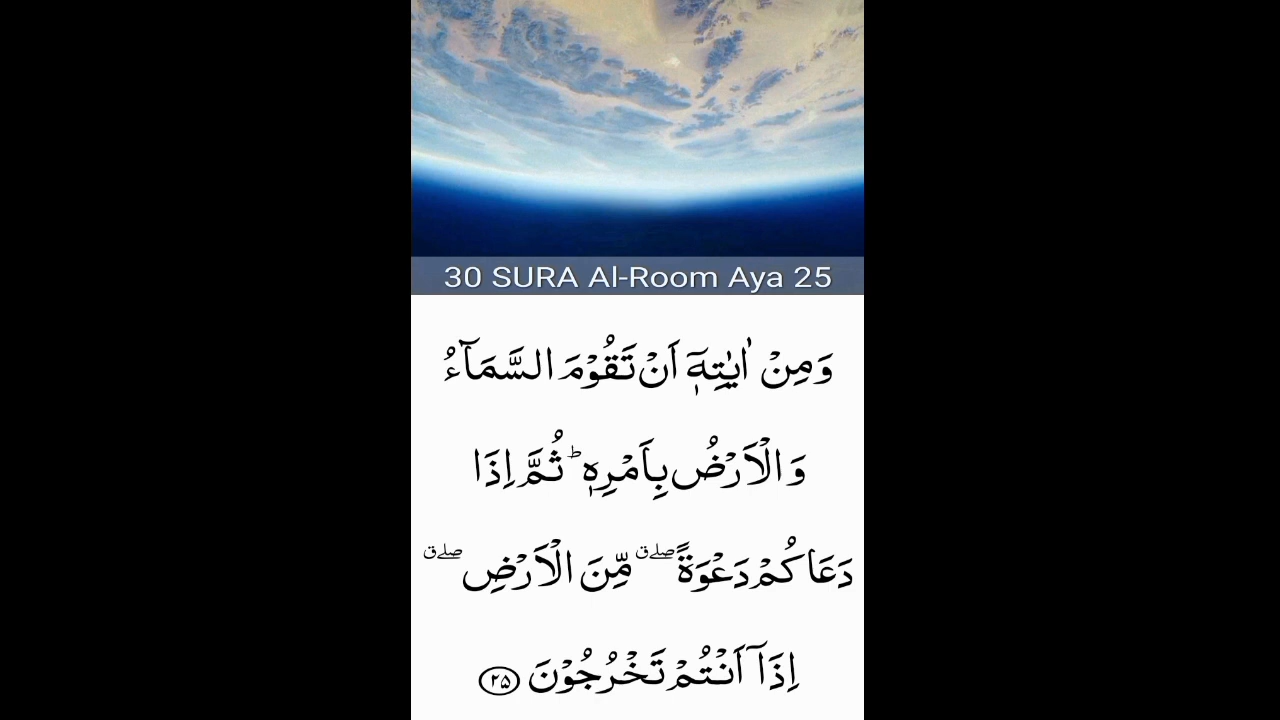 30 SURA Al-Room Aya 25
وَمِنۡ اٰيٰتِهٖۤ اَنۡ تَقُوۡمَ السَّمَآءُ
وَالۡاَرۡضُ بِاَمۡرِهٖ‌ ؕ ثُمَّ اِذَا
دَعَاكُمۡ دَعۡوَةً ‌ۖ ق مِّنَ الۡاَرۡضِ ‌ۖ ق
اِذَاۤ اَنۡتُمۡ تَخۡرُجُوۡنَ ۲۵